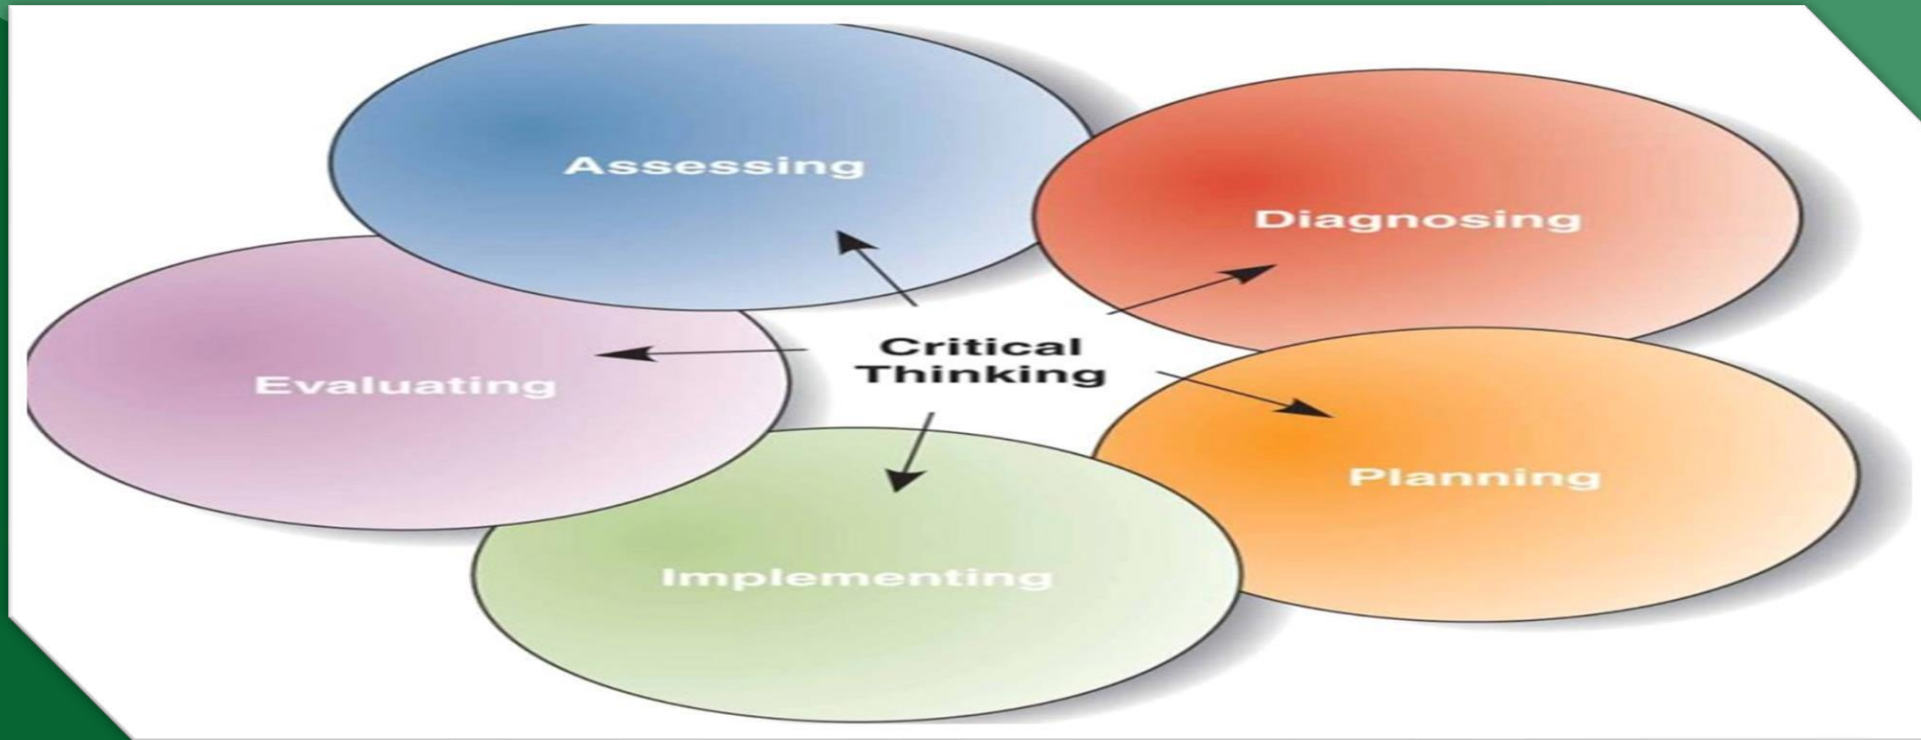 Assessing
Diagnosing
Critical
Thinking
Evaluating
Planning
Implementing